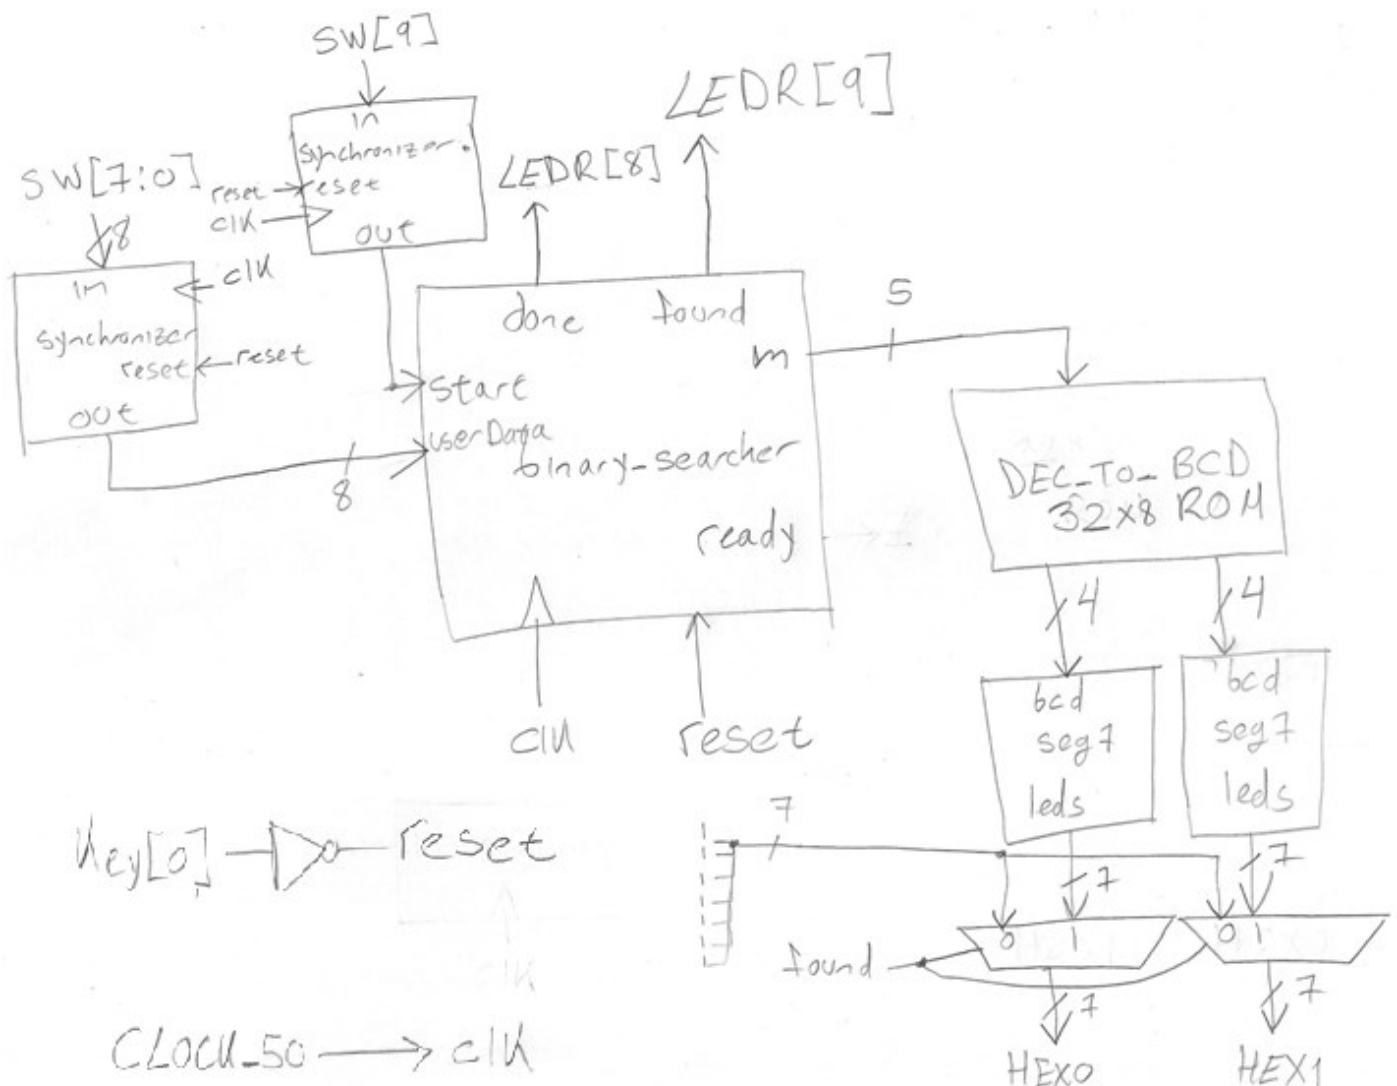 SW[9]
LEDR[9]
in
synchronizer
reset
reset
clk
out
SW[7:0]
8
LEDR[8]
in
clk
synchronizer
reset
reset
out
8
done
found
m
5
start
userData
binary_searcher
ready
clk
reset
DEC_TO_BCD
32x8 ROM
4
4
bcd
seg7
leds
bcd
seg7
leds
Key[0]
reset
7
7
7
0
1
0
1
found
7
7
CLOCK_50
clk
HEX0
HEX1